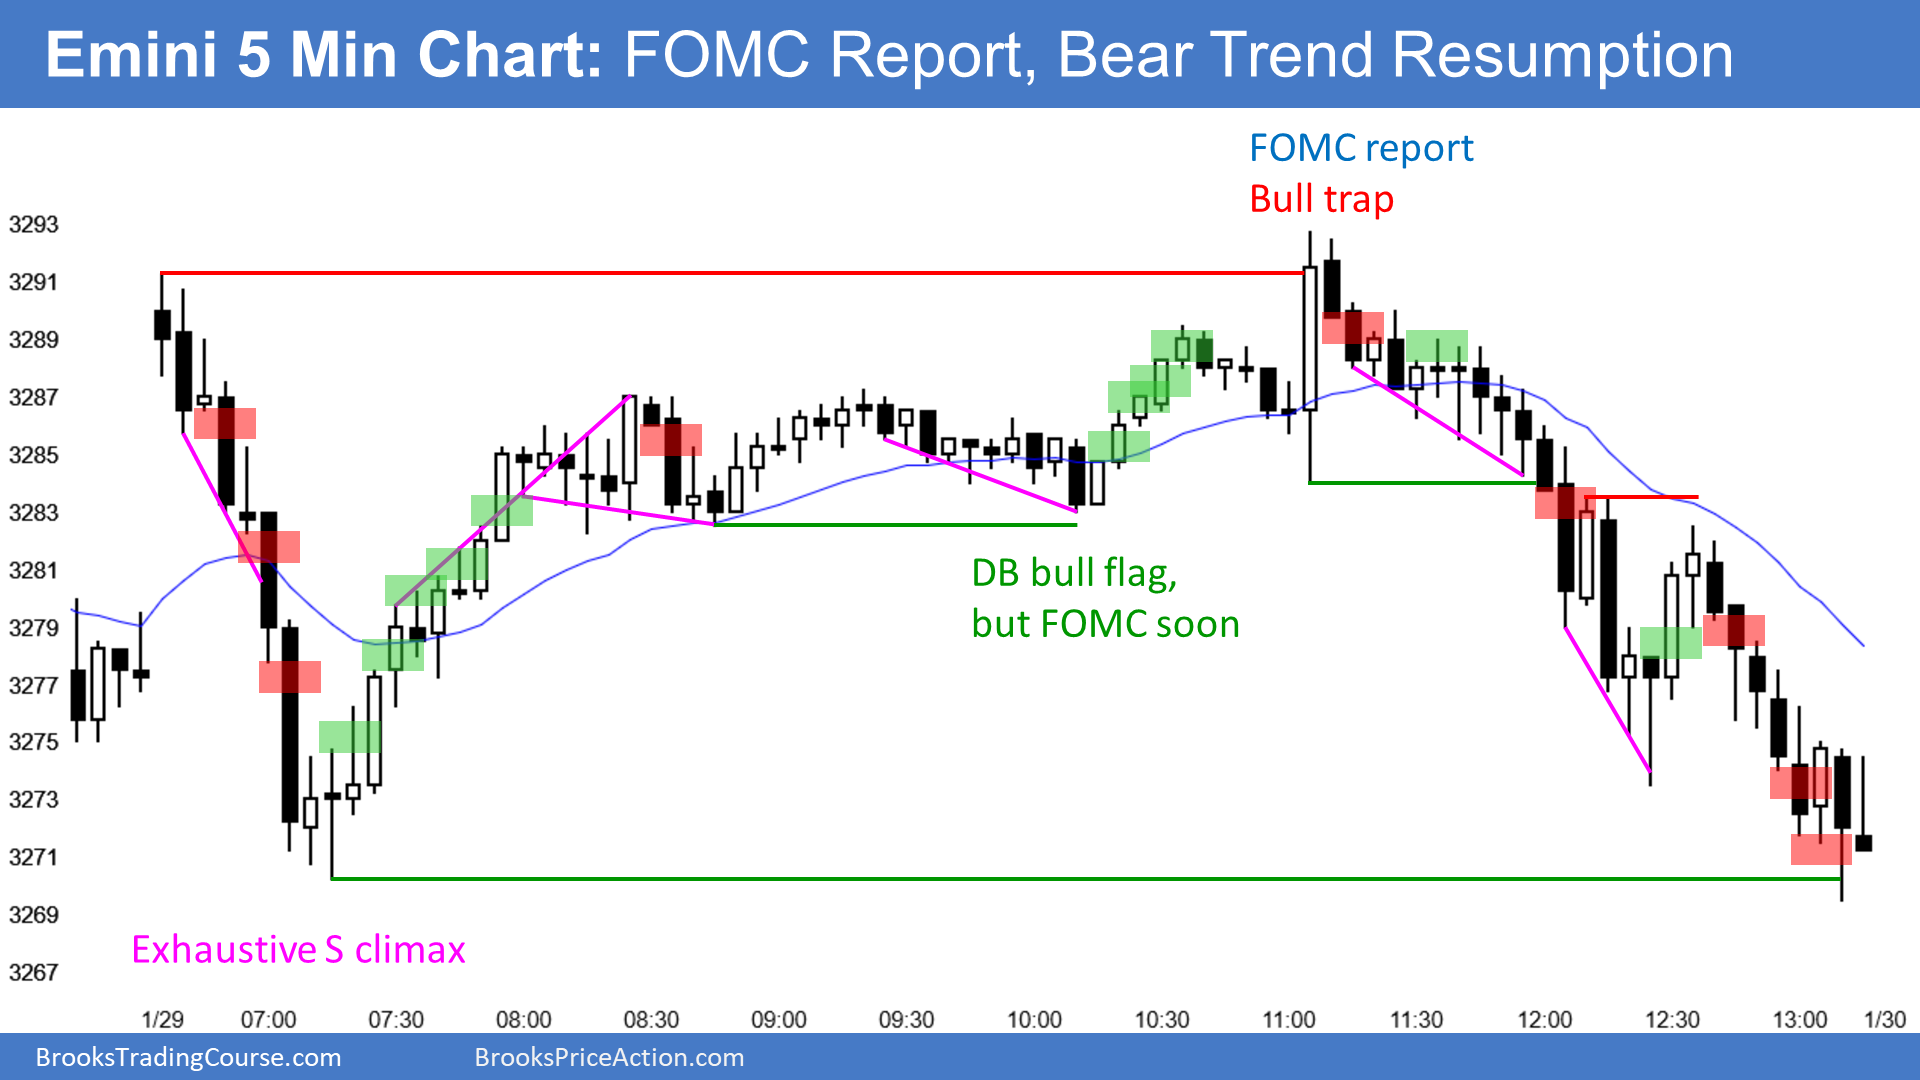 Emini 5 Min Chart: FOMC Report, Bear Trend Resumption
FOMC report
Bull trap
3293
3291
3289
3287
3285
3283
3281
3279
3277
3275
3273
3271
3269
3267
DB bull flag,
but FOMC soon
Exhaustive S climax
1/29 07:00 07:30 08:00 08:30 09:00 09:30 10:00 10:30 11:00 11:30 12:00 12:30 13:00 1/30
BrooksTradingCourse.com BrooksPriceAction.com